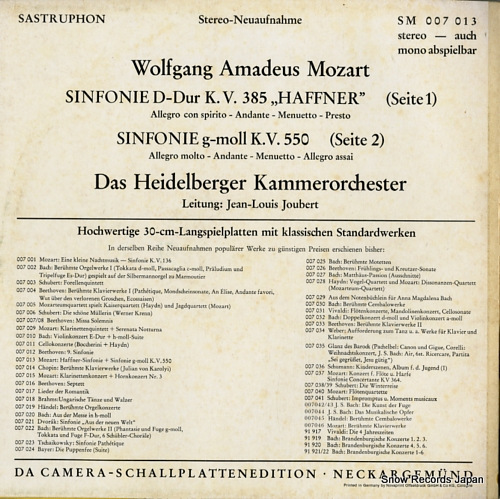 SASTRUPHON
Stereo-Neuaufnahme
SM 007 013
stereo — auch
mono abspielbar
Wolfgang Amadeus Mozart
SINFONIE D-Dur K. V. 385 „HAFFNER" (Seite 1)
Allegro con spirito - Andante - Menuetto - Presto
SINFONIE g-moll K. V. 550 (Seite 2)
Allegro molto - Andante - Menuetto - Allegro assai
Das Heidelberger Kammerorchester
Leitung: Jean-Louis Joubert
Hochwertige 30-cm-Langspielplatten mit klassischen Standardwerken
In derselben Reihe Neuaufnahmen populärer Werke zu günstigen Preisen erschienen bisher:
007 001 Mozart: Eine kleine Nachtmusik — Sinfonie K. V. 136
007 002 Bach: Berühmte Orgelwerke I (Tokkata d-moll, Passacaglia c-moll, Präludium und
Tripelfuge Es-Dur) gespielt auf der Silbermannorgel zu Marmoutier
007 003 Schubert: Forellenquintett
007 004 Beethoven: Berühmte Klavierwerke I (Pathétique, Mondscheinsonate, An Elise, Andante favori,
Wut über den verlorenen Groschen, Ecossaisen)
007 005 Mozartensemble spielt Kaiserquartett (Haydn) und Jagdquartett (Mozart)
007 006 Schubert: Die schöne Müllerin (Werner Krenn)
007 007/08 Beethoven: Missa Solemnis
007 009 Mozart: Klarinettenquintett + Serenata Notturna
007 010 Bach: Violinkonzert E-Dur + h-moll-Suite
007 011 Cellokonzerte (Boccherini + Haydn)
007 012 Beethoven: 9. Sinfonie
007 013 Mozart: Haffner-Sinfonie + Sinfonie g-moll K.V. 550
007 014 Chopin: Berühmte Klavierwerke (Julian von Karolyi)
007 015 Mozart: Klarinettenkonzert + Hornkonzert Nr. 3
007 016 Beethoven: Septett
007 017 Lieder der Romantik
007 018 Brahms: Ungarische Tänze und Walzer
007 019 Händel: Berühmte Orgelkonzerte
007 020 Bach: Aus der Messe in h-moll
007 021 Dvorák: Sinfonie „Aus der neuen Welt"
007 022 Bach: Berühmte Orgelwerke II (Phantasie und Fuge g-moll,
Tokkata und Fuge F-Dur, 6 Schübler-Choräle)
007 023 Tschaikowsky: Sinfonie Pathétique
007 024 Bayer: Die Puppenfee (Suite)
007 025 Bach: Berühmte Motetten
007 026 Beethoven: Frühlings- und Kreutzer-Sonate
007 027 Bach: Matthäus-Passion (Ausschnitte)
007 028 Haydn: Vogel-Quartett und Mozart: Dissonanzen-Quartett
(Mozarteum-Quartett)
007 029 Aus dem Notenbüchlein für Anna Magdalena Bach
007 030 Bach: Berühmte Cembalowerke
007 031 Vivaldi: Flötenkonzerte, Mandolinenkonzert, Cellosonate
007 032 Bach: Doppelkonzert d-moll und Violinkonzert a-moll
007 033 Beethoven: Berühmte Klavierwerke II
007 034 Weber: Aufforderung zum Tanz u. a. Werke für Klavier und
Klarinette
007 035 Glanz des Barock (Pachelbel: Canon und Gigue, Corelli:
Weihnachtskonzert, J. S. Bach: Air, 6st. Ricercare, Partita
„Sei gegrüßet, Jesu gütig")
007 036 Schumann: Kinderszenen, Album f. d. Jugend (I)
007 037 Mozart: Konzert f. Flöte u. Harfe
Sinfonie Concertante KV 364.
007 038/39 Schubert: Die Winterreise
007 040 Mozart: Flötenquartette
007 041 Schubert: Impromptus u. Moments musicaux
007042/43 J. S. Bach: Die Kunst der Fuge
007044 J. S. Bach: Das Musikalische Opfer
007045 Händel: Berühmte Cembalowerke
007046 Mozart: Berühmte Klavierwerke
91 917 Vivaldi: Die 4 Jahreszeiten
91 919 Bach: Brandenburgische Konzerte 1, 2, 3.
91 920 Bach: Brandenburgische Konzerte 4, 5, 6.
91 921/22 Bach: Brandenburgische Konzerte 1-6
DA CAMERA-SCHALLPLATTENEDITION · NECKARGEMÜND
Snow Records Japan